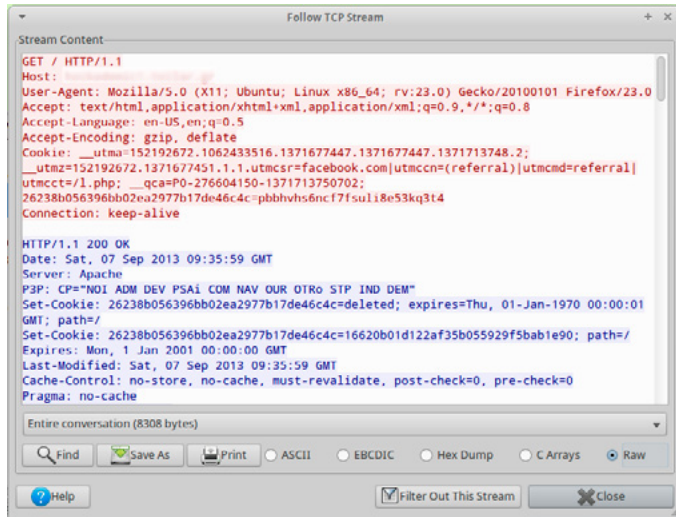 Follow TCP Stream
Stream Content
GET / HTTP/1.1
Host:
User-Agent: Mozilla/5.0 (X11; Ubuntu; Linux x86_64; rv:23.0) Gecko/20100101 Firefox/23.0
Accept: text/html,application/xhtml+xml,application/xml;q=0.9,*/*;q=0.8
Accept-Language: en-US,en;q=0.5
Accept-Encoding: gzip, deflate
Cookie: __utma=152192672.1062433516.1371677447.1371677447.1371713748.2;
__utmz=152192672.1371677451.1.1.utmcsr=facebook.com|utmccn=(referral)|utmcmd=referral|
utmcct=/l.php; __qca=P0-276604150-1371713750702;
26238b056396bb02ea2977b17de46c4c=pbbhvhs6ncf7fsuli8e53kq3t4
Connection: keep-alive
HTTP/1.1 200 OK
Date: Sat, 07 Sep 2013 09:35:59 GMT
Server: Apache
P3P: CP="NOI ADM DEV PSAi COM NAV OUR OTRo STP IND DEM"
Set-Cookie: 26238b056396bb02ea2977b17de46c4c=deleted; expires=Thu, 01-Jan-1970 00:00:01
GMT; path=/
Set-Cookie: 26238b056396bb02ea2977b17de46c4c=16620b01d122af35b055929f5bab1e90; path=/
Expires: Mon, 1 Jan 2001 00:00:00 GMT
Last-Modified: Sat, 07 Sep 2013 09:35:59 GMT
Cache-Control: no-store, no-cache, must-revalidate, post-check=0, pre-check=0
Pragma: no-cache
Entire conversation (8308 bytes)
Find Save As Print ASCII EBCDIC Hex Dump C Arrays Raw
Help Filter Out This Stream Close